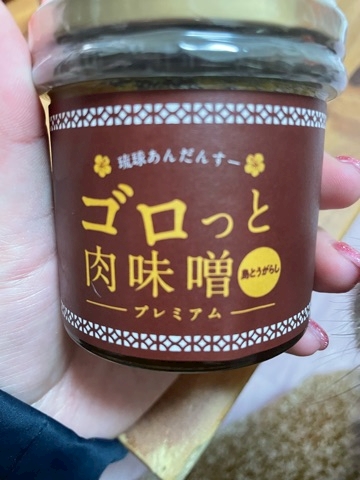 琉球あんだんすー
ゴロっと
肉味噌
島とうがらし
プレミアム